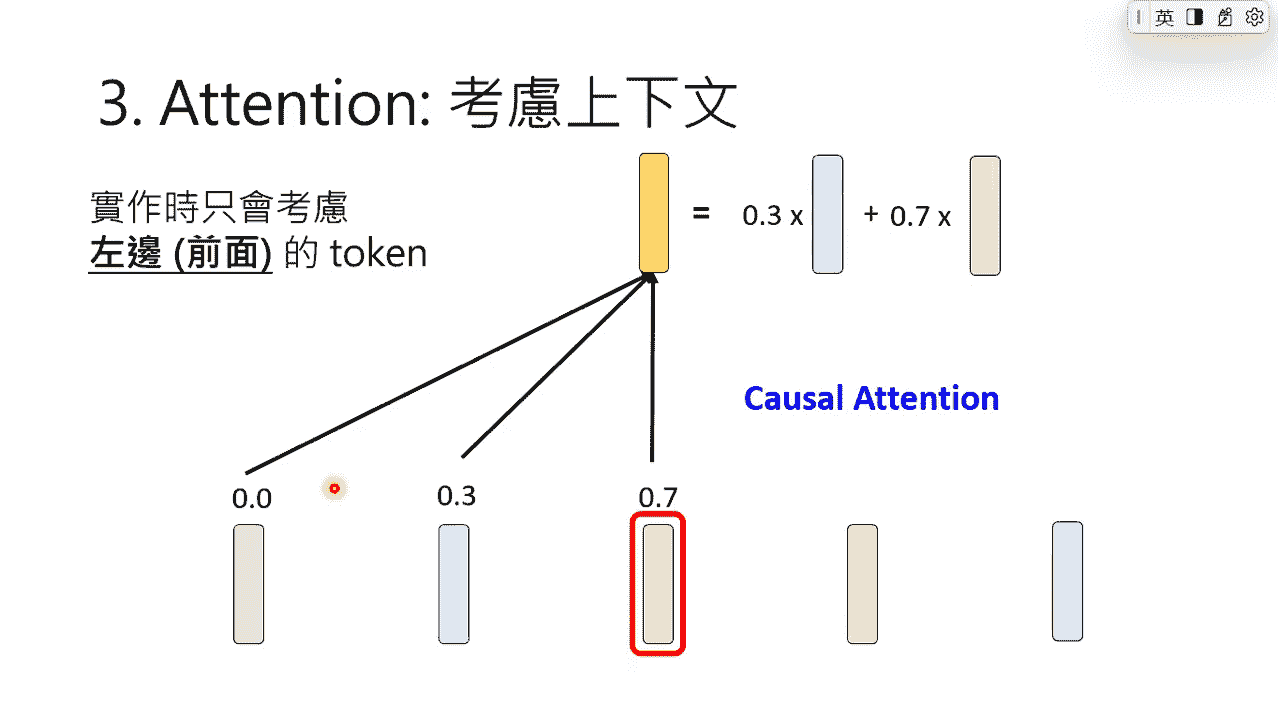 英
3. Attention: 考慮上下文
實作時只會考慮
左邊 (前面) 的 token
= 0.3 x + 0.7 x
Causal Attention
0.0 0.3 0.7